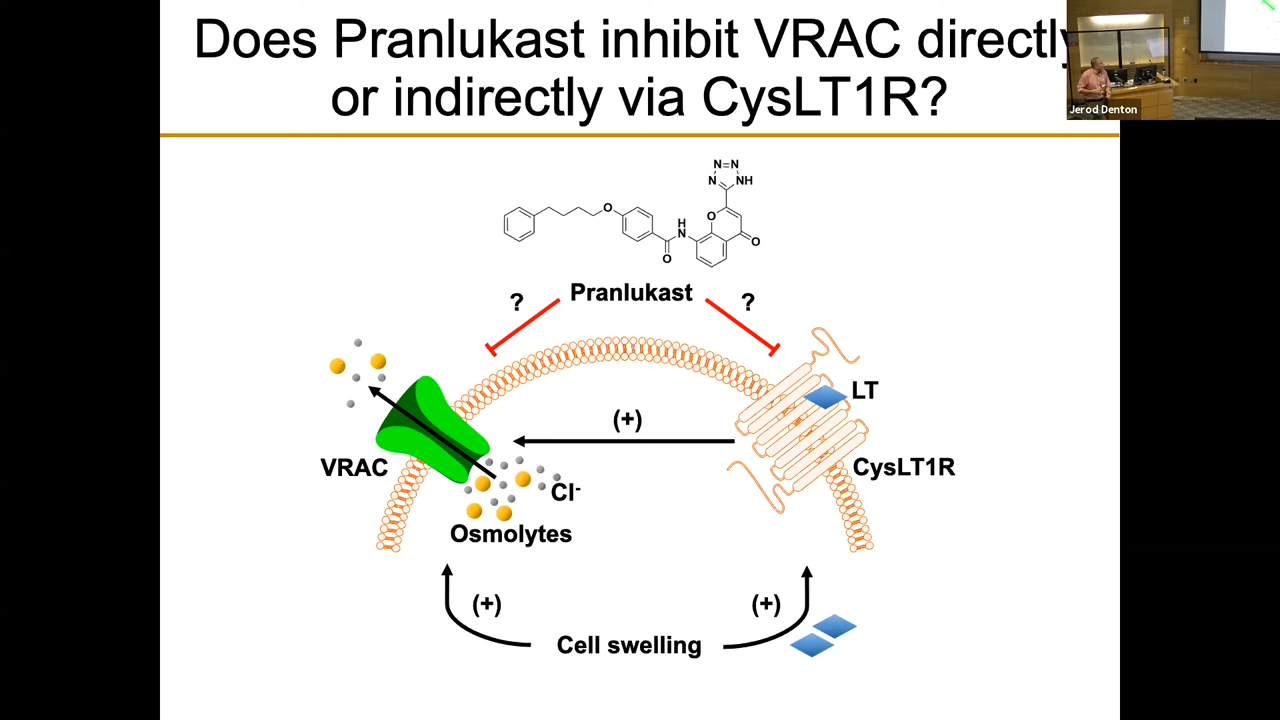 Does Pranlukast inhibit VRAC directly
or indirectly via CysLT1R?
Jerod Denton
N=N
N NH
O
O
H
N
O
O
Pranlukast
?
?
LT
(+)
VRAC
CysLT1R
Cl-
Osmolytes
(+)
(+)
Cell swelling